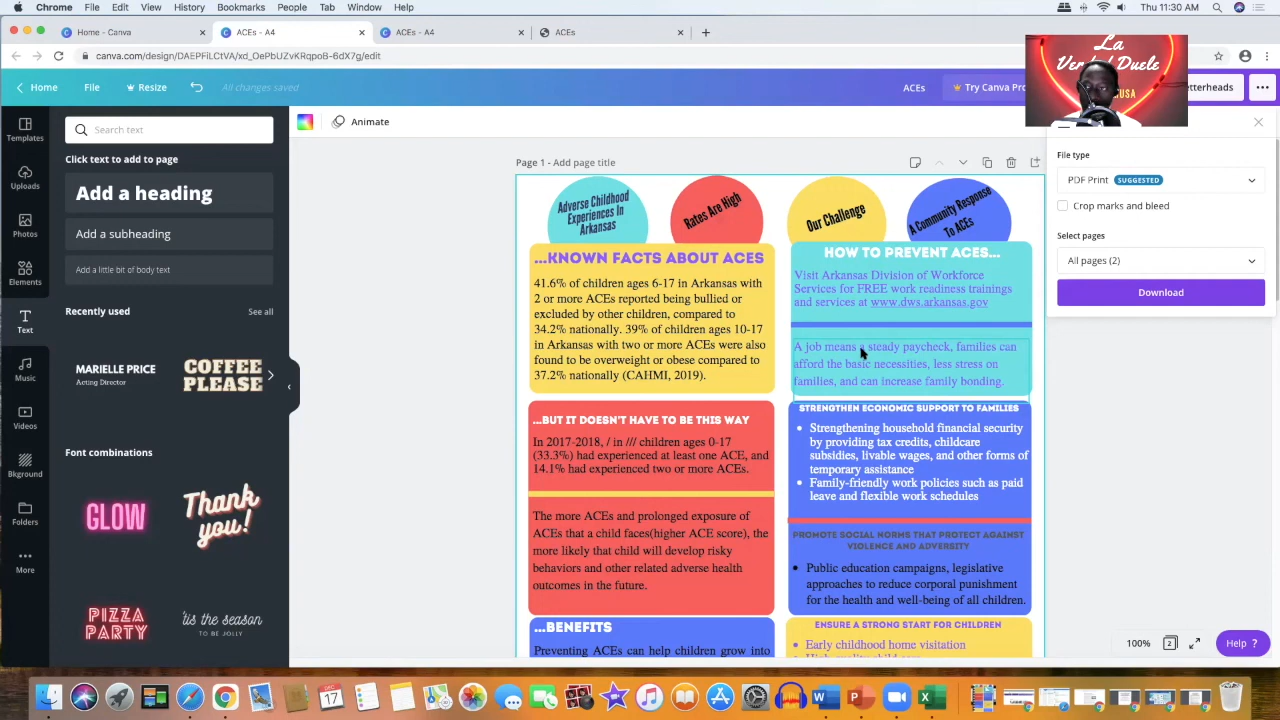 Chrome File Edit View History Bookmarks People Tab Window Help
Thu 11:30 AM
Home - Canva
ACEs - A4
ACEs - A4
ACEs
canva.com/design/DAEPFiLCtVA/xd_OePbUZvKRqpoB-6dX7g/edit
Home File Resize All changes saved
ACEs Try Canva Pro
etterheads
La
Verdad Duele
USA
Templates
Uploads
Photos
Elements
Text
Music
Videos
Bkground
Folders
More
Search text
Click text to add to page
Add a heading
Add a subheading
Add a little bit of body text
Recently used See all
MARIELLE PRICE
Acting Director
COFFEE
PLEASE
Font combinations
GLOW
Thank
you!
PIZZA
PARTY
'tis the season
TO BE JOLLY
Animate
Page 1 - Add page title
Adverse Childhood
Experiences In
Arkansas
Rates Are High
Our Challenge
A Community Response
To ACEs
...KNOWN FACTS ABOUT ACES
41.6% of children ages 6-17 in Arkansas with
2 or more ACEs reported being bullied or
excluded by other children, compared to
34.2% nationally. 39% of children ages 10-17
in Arkansas with two or more ACEs were also
found to be overweight or obese compared to
37.2% nationally (CAHMI, 2019).
...BUT IT DOESN'T HAVE TO BE THIS WAY
In 2017-2018, / in /// children ages 0-17
(33.3%) had experienced at least one ACE, and
14.1% had experienced two or more ACEs.
The more ACEs and prolonged exposure of
ACEs that a child faces(higher ACE score), the
more likely that child will develop risky
behaviors and other related adverse health
outcomes in the future.
...BENEFITS
Preventing ACEs can help children grow into
HOW TO PREVENT ACES...
Visit Arkansas Division of Workforce
Services for FREE work readiness trainings
and services at www.dws.arkansas.gov
A job means a steady paycheck, families can
afford the basic necessities, less stress on
families, and can increase family bonding.
STRENGTHEN ECONOMIC SUPPORT TO FAMILIES
• Strengthening household financial security
by providing tax credits, childcare
subsidies, livable wages, and other forms of
temporary assistance
• Family-friendly work policies such as paid
leave and flexible work schedules
PROMOTE SOCIAL NORMS THAT PROTECT AGAINST
VIOLENCE AND ADVERSITY
• Public education campaigns, legislative
approaches to reduce corporal punishment
for the health and well-being of all children.
ENSURE A STRONG START FOR CHILDREN
• Early childhood home visitation
File type
PDF Print SUGGESTED
Crop marks and bleed
Select pages
All pages (2)
Download
100% 2 Help ?
DEC
17